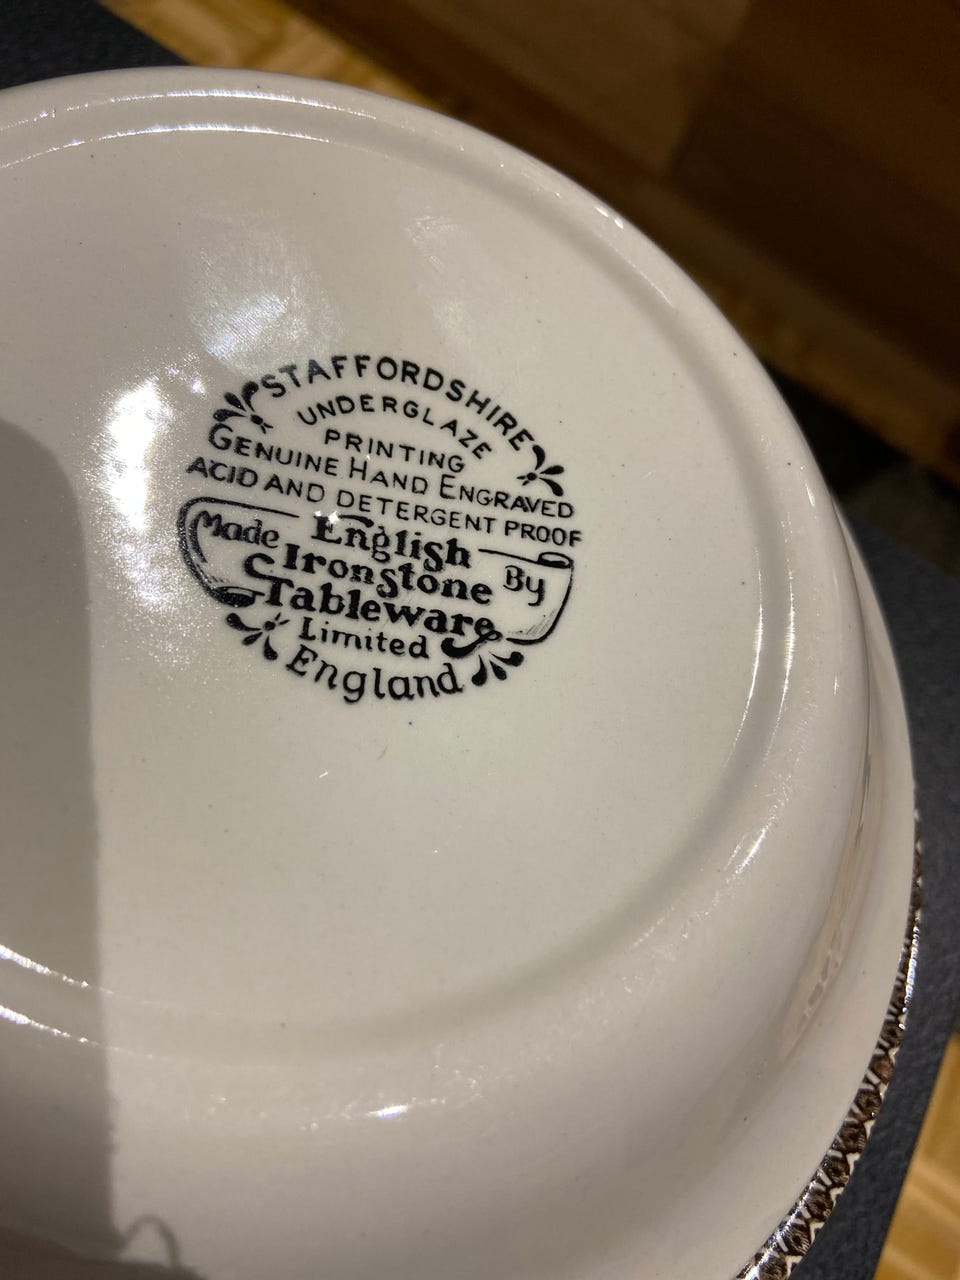 STAFFORDSHIRE
UNDERGLAZE
PRINTING
GENUINE HAND ENGRAVED
ACID AND DETERGENT PROOF
Made English By
Ironstone
Tableware
Limited
England